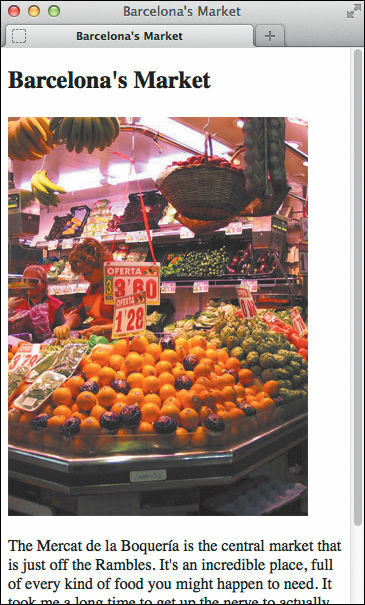 Barcelona's Market
Barcelona's Market
Barcelona's Market
OFERTA
3'80
OFERTA
1'28
The Mercat de la Boquería is the central market that
is just off the Rambles. It's an incredible place, full
of every kind of food you might happen to need. It
took me a long time to get up the nerve to actually